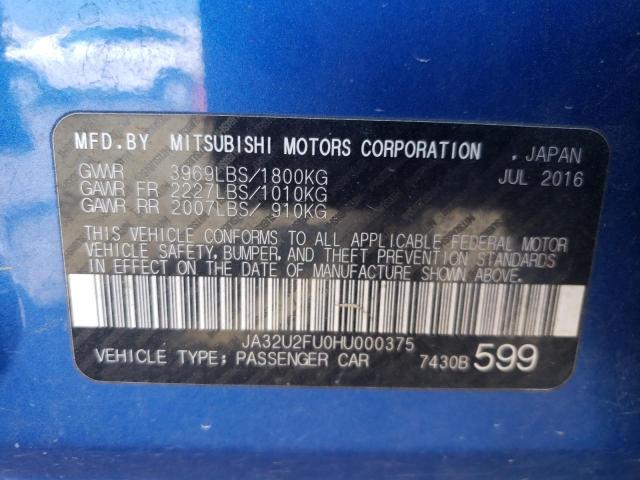 MFD.BY MITSUBISHI MOTORS CORPORATION , JAPAN
GVWR 3969LBS/1800KG JUL 2016
GAWR FR 2227LBS/1010KG
GAWR RR 2007LBS/ 910KG
THIS VEHICLE CONFORMS TO ALL APPLICABLE FEDERAL MOTOR
VEHICLE SAFETY, BUMPER, AND THEFT PREVENTION STANDARDS
IN EFFECT ON THE DATE OF MANUFACTURE SHOWN ABOVE.
JA32U2FU0HU000375
VEHICLE TYPE: PASSENGER CAR 7430B 599